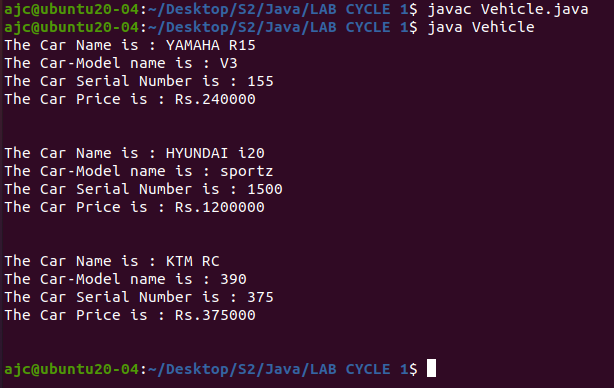 ajc@ubuntu20-04:~/Desktop/S2/Java/LAB CYCLE 1$ javac Vehicle.java
ajc@ubuntu20-04:~/Desktop/S2/Java/LAB CYCLE 1$ java Vehicle
The Car Name is : YAMAHA R15
The Car-Model name is : V3
The Car Serial Number is : 155
The Car Price is : Rs.240000
The Car Name is : HYUNDAI i20
The Car-Model name is : sportz
The Car Serial Number is : 1500
The Car Price is : Rs.1200000
The Car Name is : KTM RC
The Car-Model name is : 390
The Car Serial Number is : 375
The Car Price is : Rs.375000
ajc@ubuntu20-04:~/Desktop/S2/Java/LAB CYCLE 1$